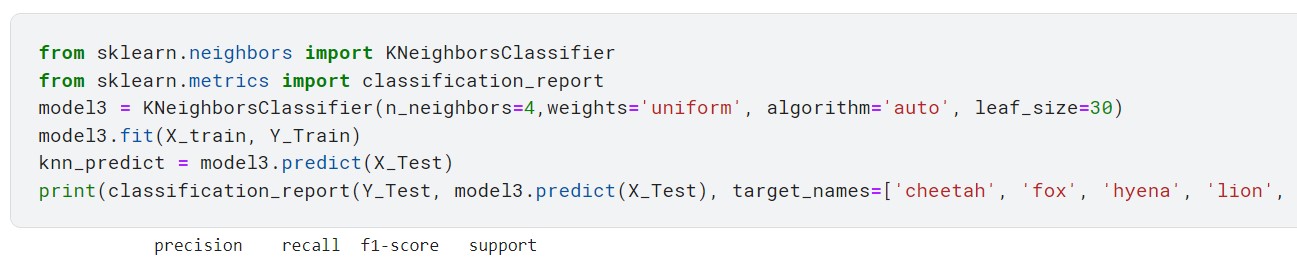 from sklearn.neighbors import KNeighborsClassifier
from sklearn.metrics import classification_report
model3 = KNeighborsClassifier(n_neighbors=4,weights='uniform', algorithm='auto', leaf_size=30)
model3.fit(X_train, Y_Train)
knn_predict = model3.predict(X_Test)
print(classification_report(Y_Test, model3.predict(X_Test), target_names=['cheetah', 'fox', 'hyena', 'lion',
precision recall f1-score support